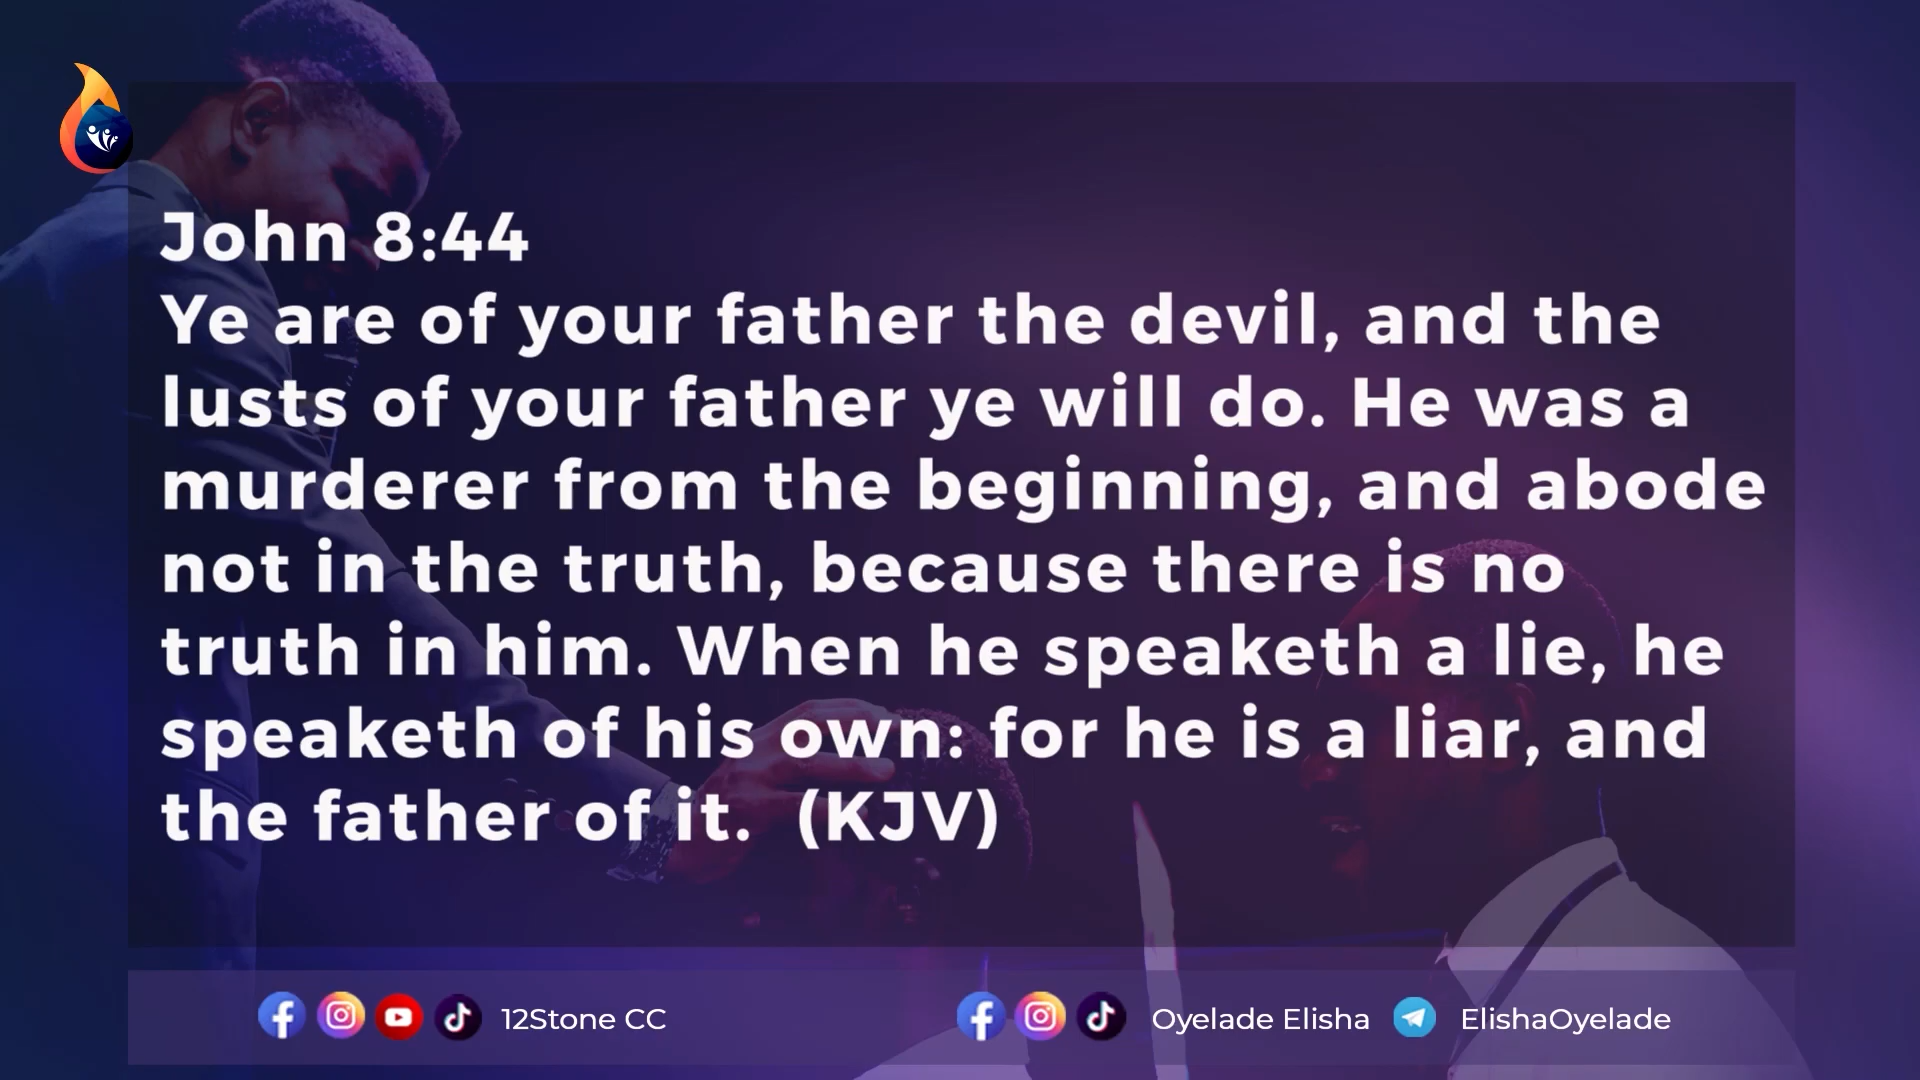 John 8:44
Ye are of your father the devil, and the
lusts of your father ye will do. He was a
murderer from the beginning, and abode
not in the truth, because there is no
truth in him. When he speaketh a lie, he
speaketh of his own: for he is a liar, and
the father of it.  (KJV)
12Stone CC
Oyelade Elisha
ElishaOyelade